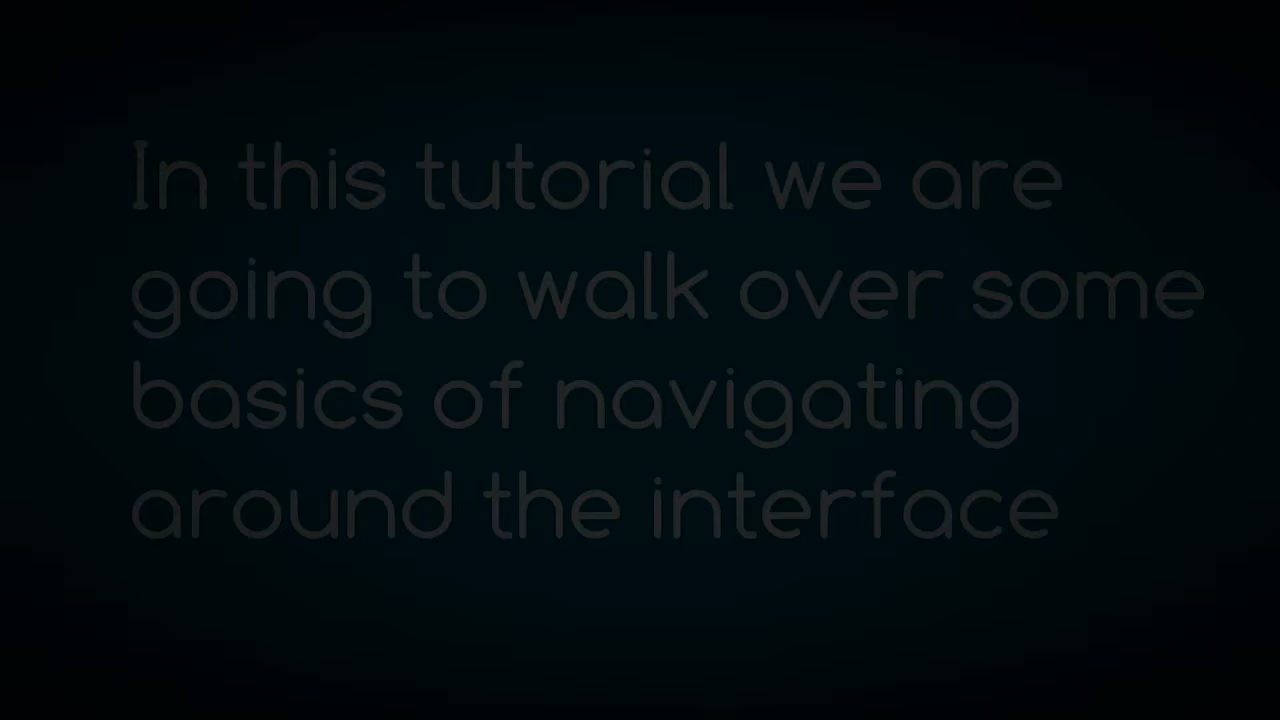 In this tutorial we are
going to walk over some
basics of navigating
around the interface